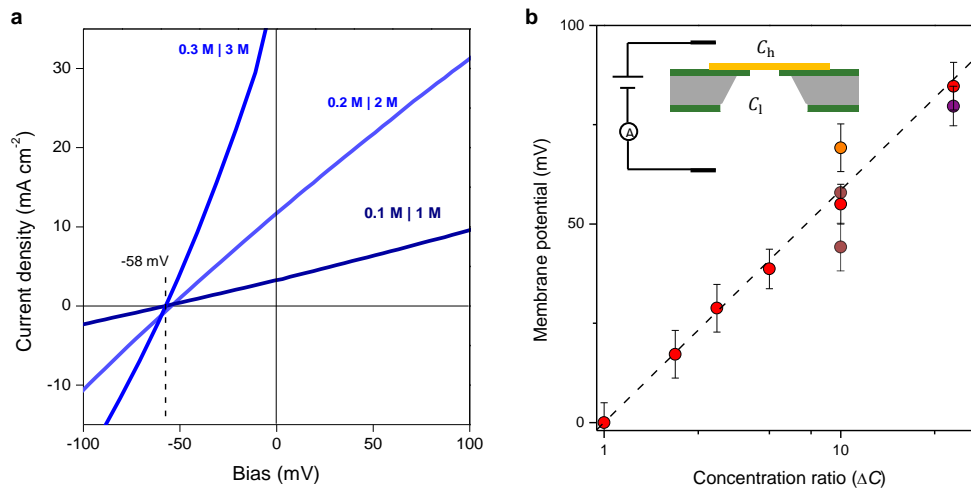 a
0.3 M | 3 M
0.2 M | 2 M
0.1 M | 1 M
-58 mV
30
20
10
0
-10
-100
-50
0
50
100
Current density (mA cm⁻²)
Bias (mV)
b
C_h
C_l
A
100
50
0
1
10
Membrane potential (mV)
Concentration ratio (ΔC)